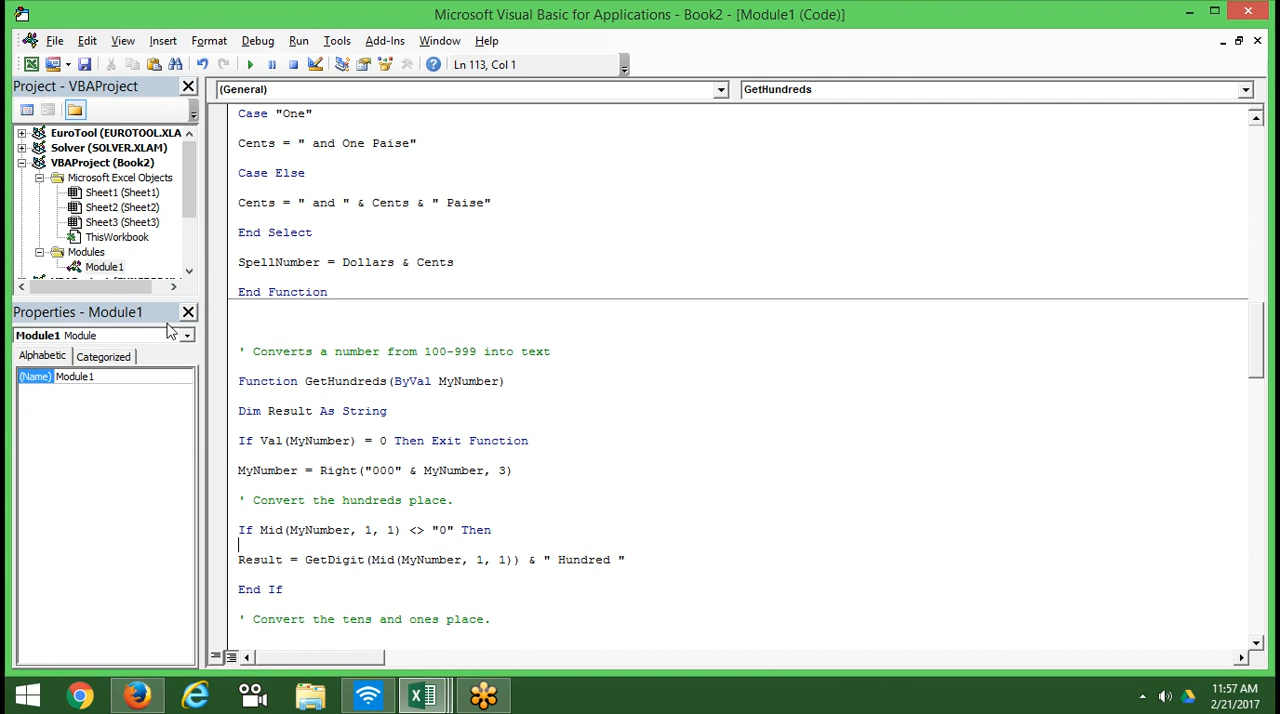 Microsoft Visual Basic for Applications - Book2 - [Module1 (Code)]
File Edit View Insert Format Debug Run Tools Add-Ins Window Help
Ln 113, Col 1
Project - VBAProject
(General)
GetHundreds
EuroTool (EUROTOOL.XLA
Solver (SOLVER.XLAM)
VBAProject (Book2)
Microsoft Excel Objects
Sheet1 (Sheet1)
Sheet2 (Sheet2)
Sheet3 (Sheet3)
ThisWorkbook
Modules
Module1
Properties - Module1
Module1 Module
Alphabetic Categorized
(Name) Module1
Case "One"
Cents = " and One Paise"
Case Else
Cents = " and " & Cents & " Paise"
End Select
SpellNumber = Dollars & Cents
End Function
' Converts a number from 100-999 into text
Function GetHundreds(ByVal MyNumber)
Dim Result As String
If Val(MyNumber) = 0 Then Exit Function
MyNumber = Right("000" & MyNumber, 3)
' Convert the hundreds place.
If Mid(MyNumber, 1, 1) <> "0" Then
Result = GetDigit(Mid(MyNumber, 1, 1)) & " Hundred "
End If
' Convert the tens and ones place.
11:57 AM
2/21/2017